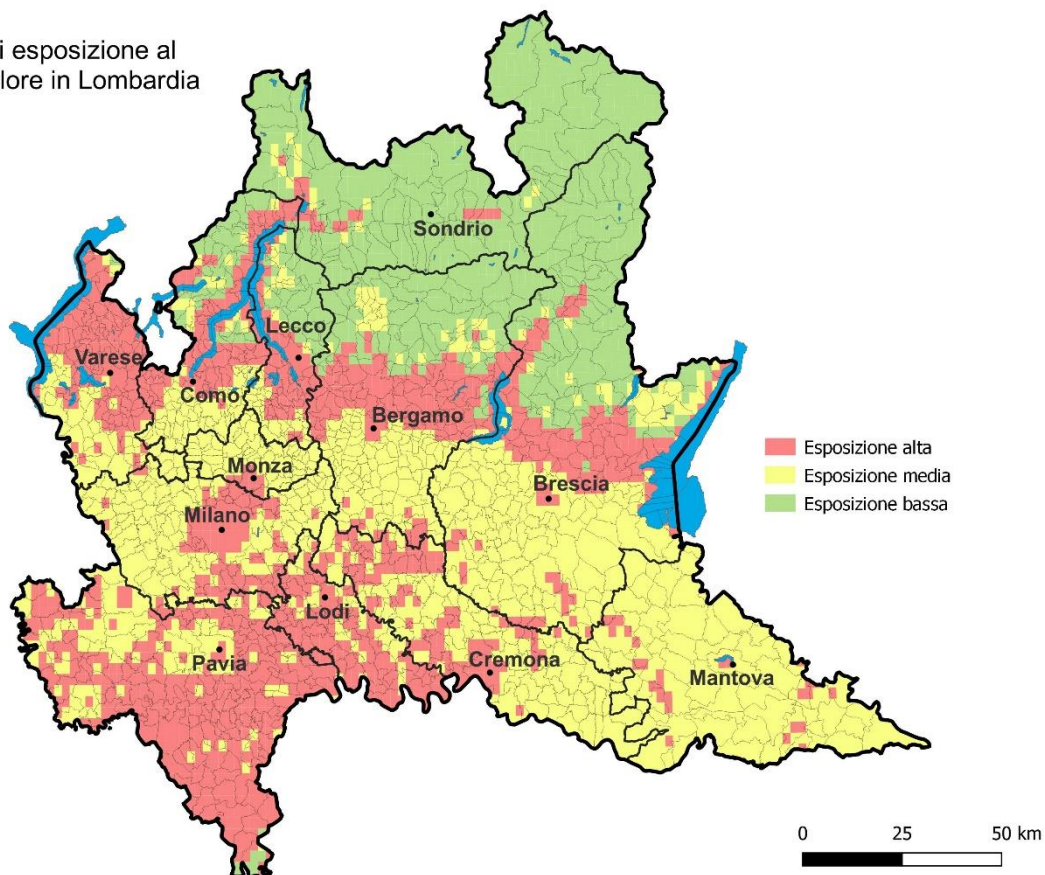 i esposizione al
lore in Lombardia
Sondrio
Lecco
Varese
Como
Bergamo
Monza
Brescia
Milano
Lodi
Pavia
Cremona
Mantova
Esposizione alta
Esposizione media
Esposizione bassa
0 25 50 km